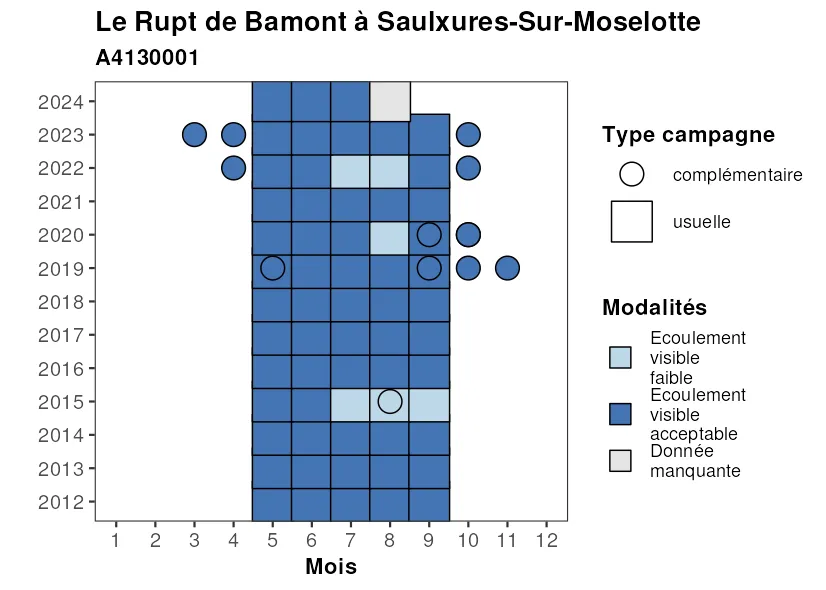 Le Rupt de Bamont à Saulxures-Sur-Moselotte
A4130001
2024
2023
2022
2021
2020
2019
2018
2017
2016
2015
2014
2013
2012
1 2 3 4 5 6 7 8 9 10 11 12
Mois
Type campagne
complémentaire
usuelle
Modalités
Ecoulement
visible
faible
Ecoulement
visible
acceptable
Donnée
manquante